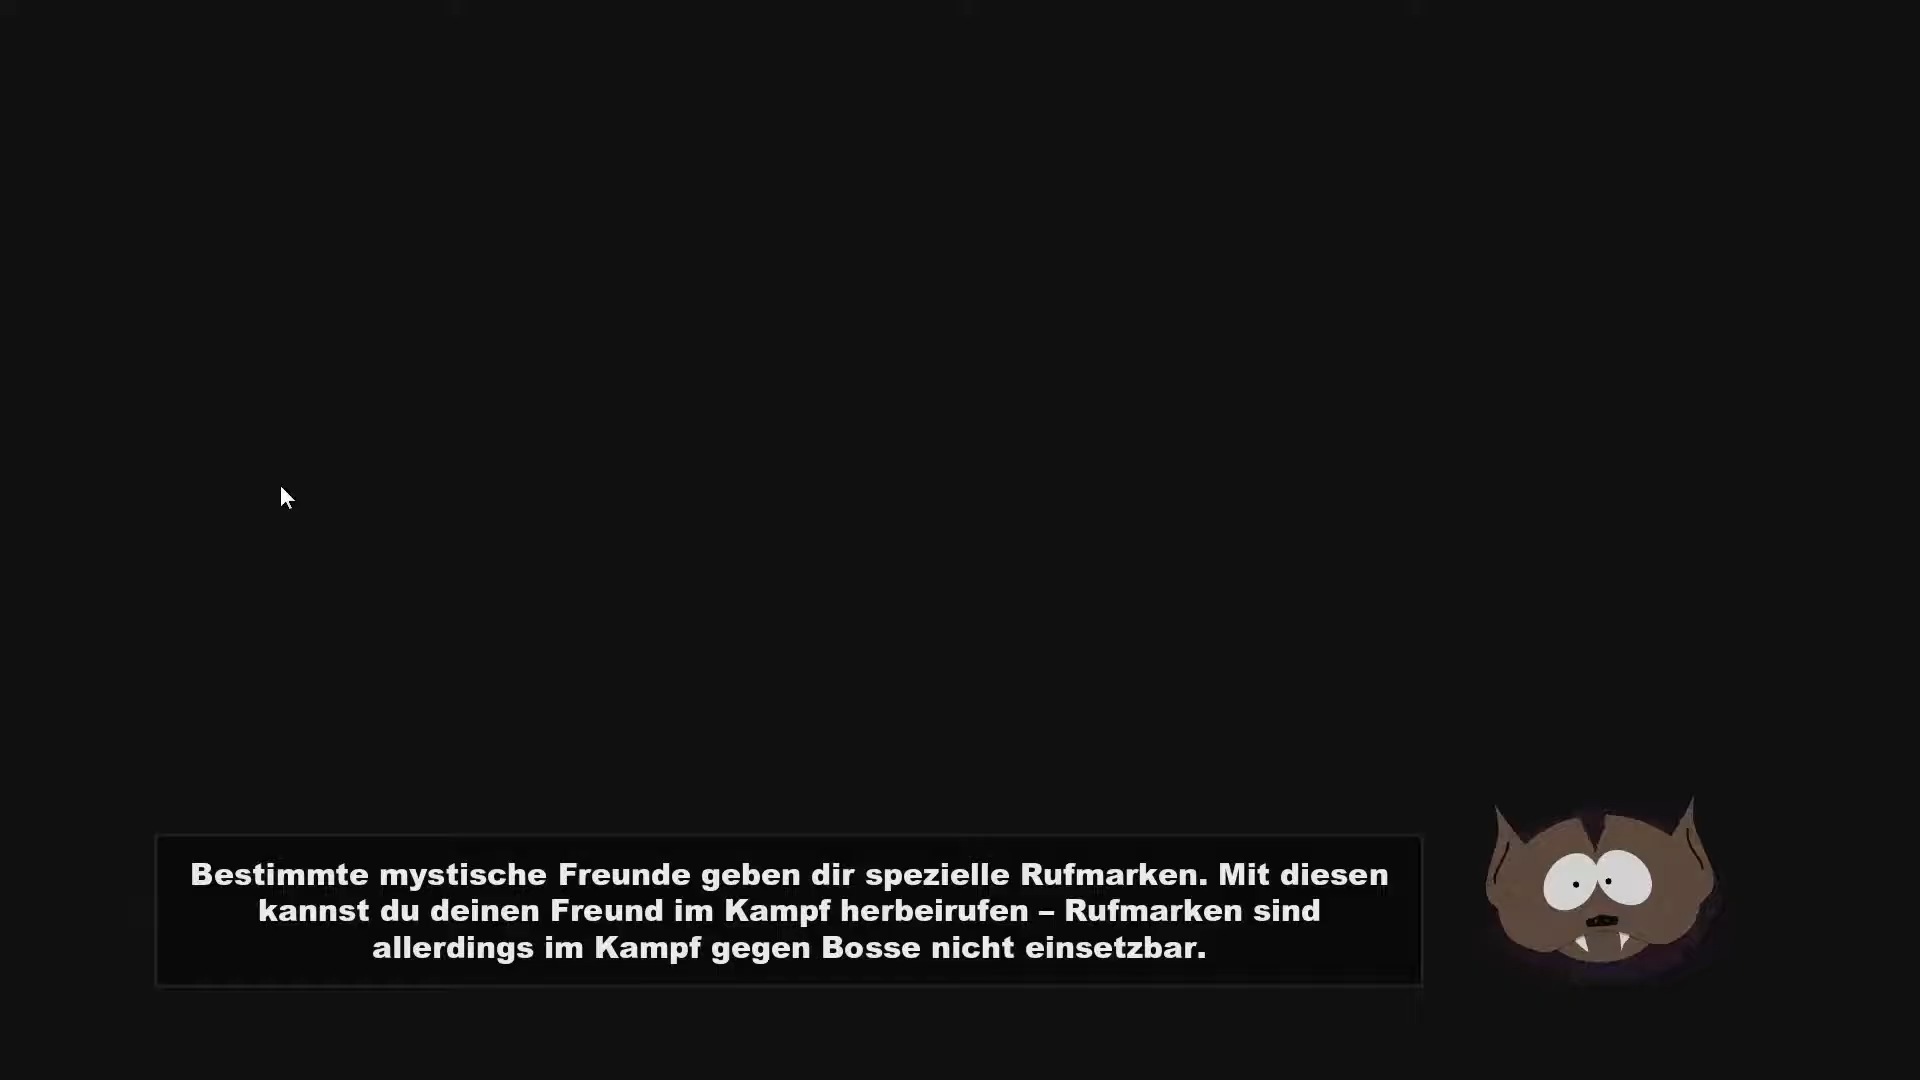 Bestimmte mystische Freunde geben dir spezielle Rufmarken. Mit diesen
kannst du deinen Freund im Kampf herbeirufen – Rufmarken sind
allerdings im Kampf gegen Bosse nicht einsetzbar.